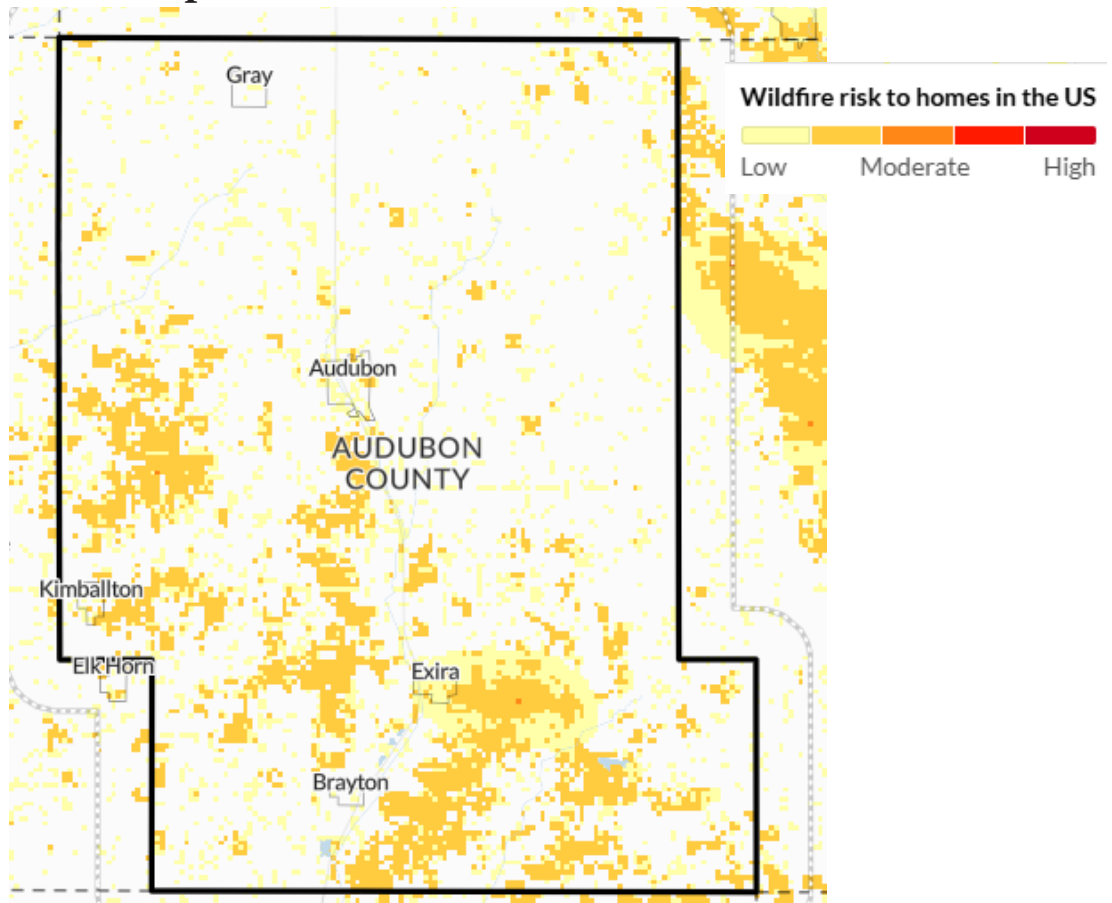 Gray
Wildfire risk to homes in the US
Low Moderate High
Audubon
AUDUBON
COUNTY
Kimballton
Elk Horn
Exira
Brayton